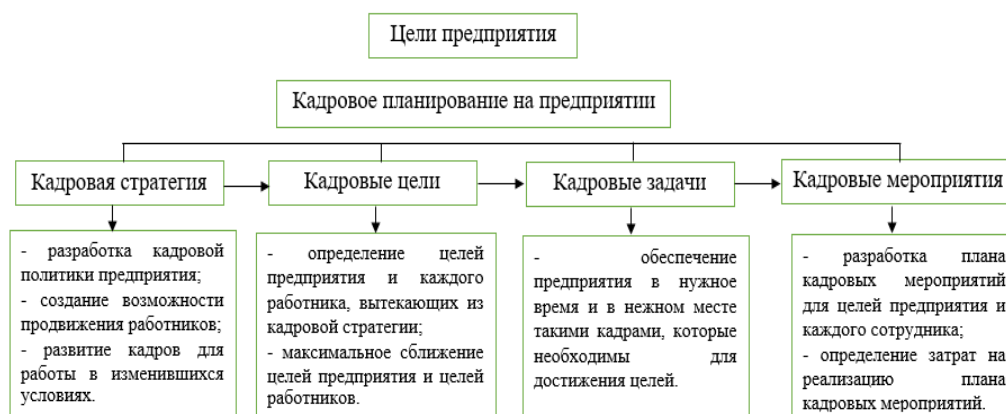 Цели предприятия
Кадровое планирование на предприятии
Кадровая стратегия
Кадровые цели
Кадровые задачи
Кадровые мероприятия
- разработка кадровой
политики предприятия;
- создание возможности
продвижения работников;
- развитие кадров для
работы в изменившихся
условиях.
- определение целей
предприятия и каждого
работника, вытекающих из
кадровой стратегии;
- максимальное сближение
целей предприятия и целей
работников.
- обеспечение
предприятия в нужное
время и в нежном месте
такими кадрами, которые
необходимы для
достижения целей.
- разработка плана
кадровых мероприятий
для целей предприятия и
каждого сотрудника;
- определение затрат на
реализацию плана
кадровых мероприятий.